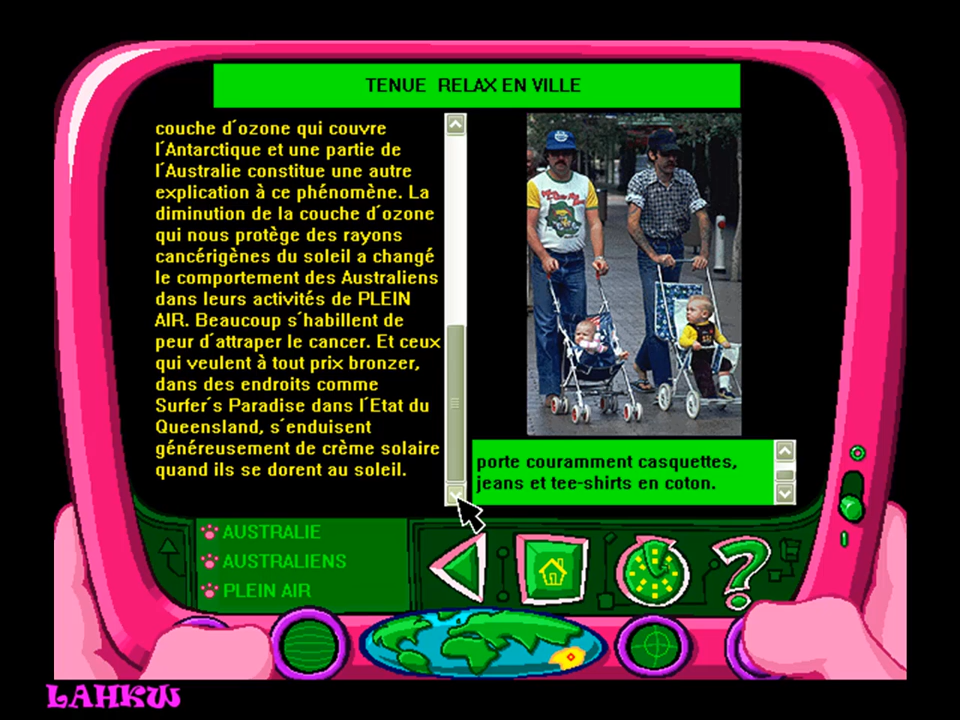 TENUE RELAX EN VILLE
couche d'ozone qui couvre
l'Antarctique et une partie de
l'Australie constitue une autre
explication à ce phénomène. La
diminution de la couche d'ozone
qui nous protège des rayons
cancérigènes du soleil a changé
le comportement des Australiens
dans leurs activités de PLEIN
AIR. Beaucoup s'habillent de
peur d'attraper le cancer. Et ceux
qui veulent à tout prix bronzer,
dans des endroits comme
Surfer's Paradise dans l'Etat du
Queensland, s'enduisent
généreusement de crème solaire
quand ils se dorent au soleil.
porte couramment casquettes,
jeans et tee-shirts en coton.
AUSTRALIE
AUSTRALIENS
PLEIN AIR
?
LAHKW